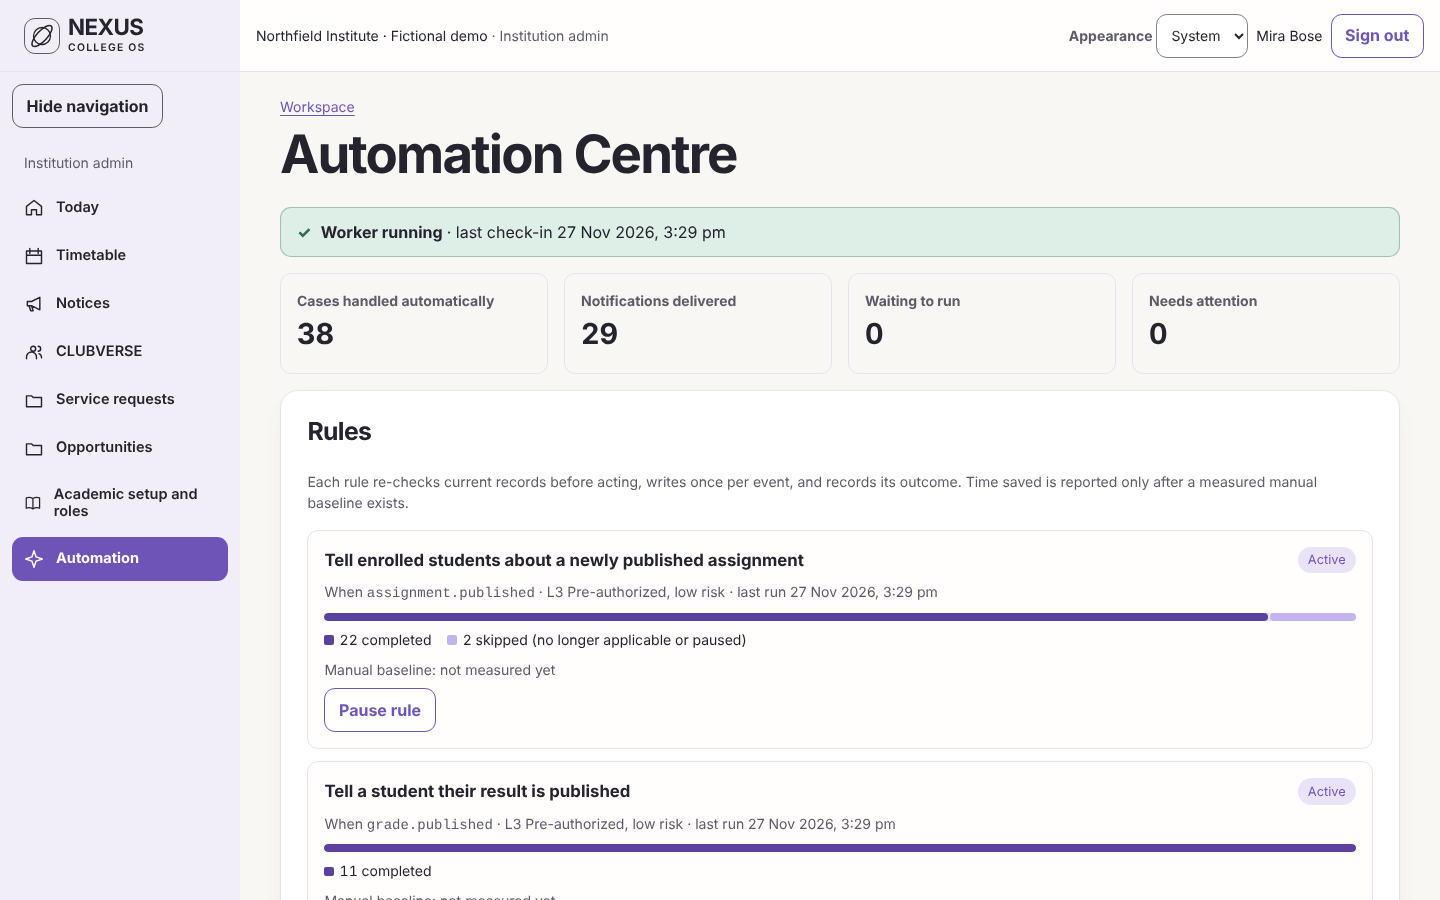 NEXUS
COLLEGE OS
Northfield Institute · Fictional demo · Institution admin
Appearance System Mira Bose Sign out
Hide navigation
Institution admin
Today
Timetable
Notices
CLUBVERSE
Service requests
Opportunities
Academic setup and
roles
Automation
Workspace
Automation Centre
✓ Worker running · last check-in 27 Nov 2026, 3:29 pm
Cases handled automatically
38
Notifications delivered
29
Waiting to run
0
Needs attention
0
Rules
Each rule re-checks current records before acting, writes once per event, and records its outcome. Time saved is reported only after a measured manual
baseline exists.
Tell enrolled students about a newly published assignment
Active
When assignment.published · L3 Pre-authorized, low risk · last run 27 Nov 2026, 3:29 pm
22 completed 2 skipped (no longer applicable or paused)
Manual baseline: not measured yet
Pause rule
Tell a student their result is published
Active
When grade.published · L3 Pre-authorized, low risk · last run 27 Nov 2026, 3:29 pm
11 completed
Manual baseline: not measured yet